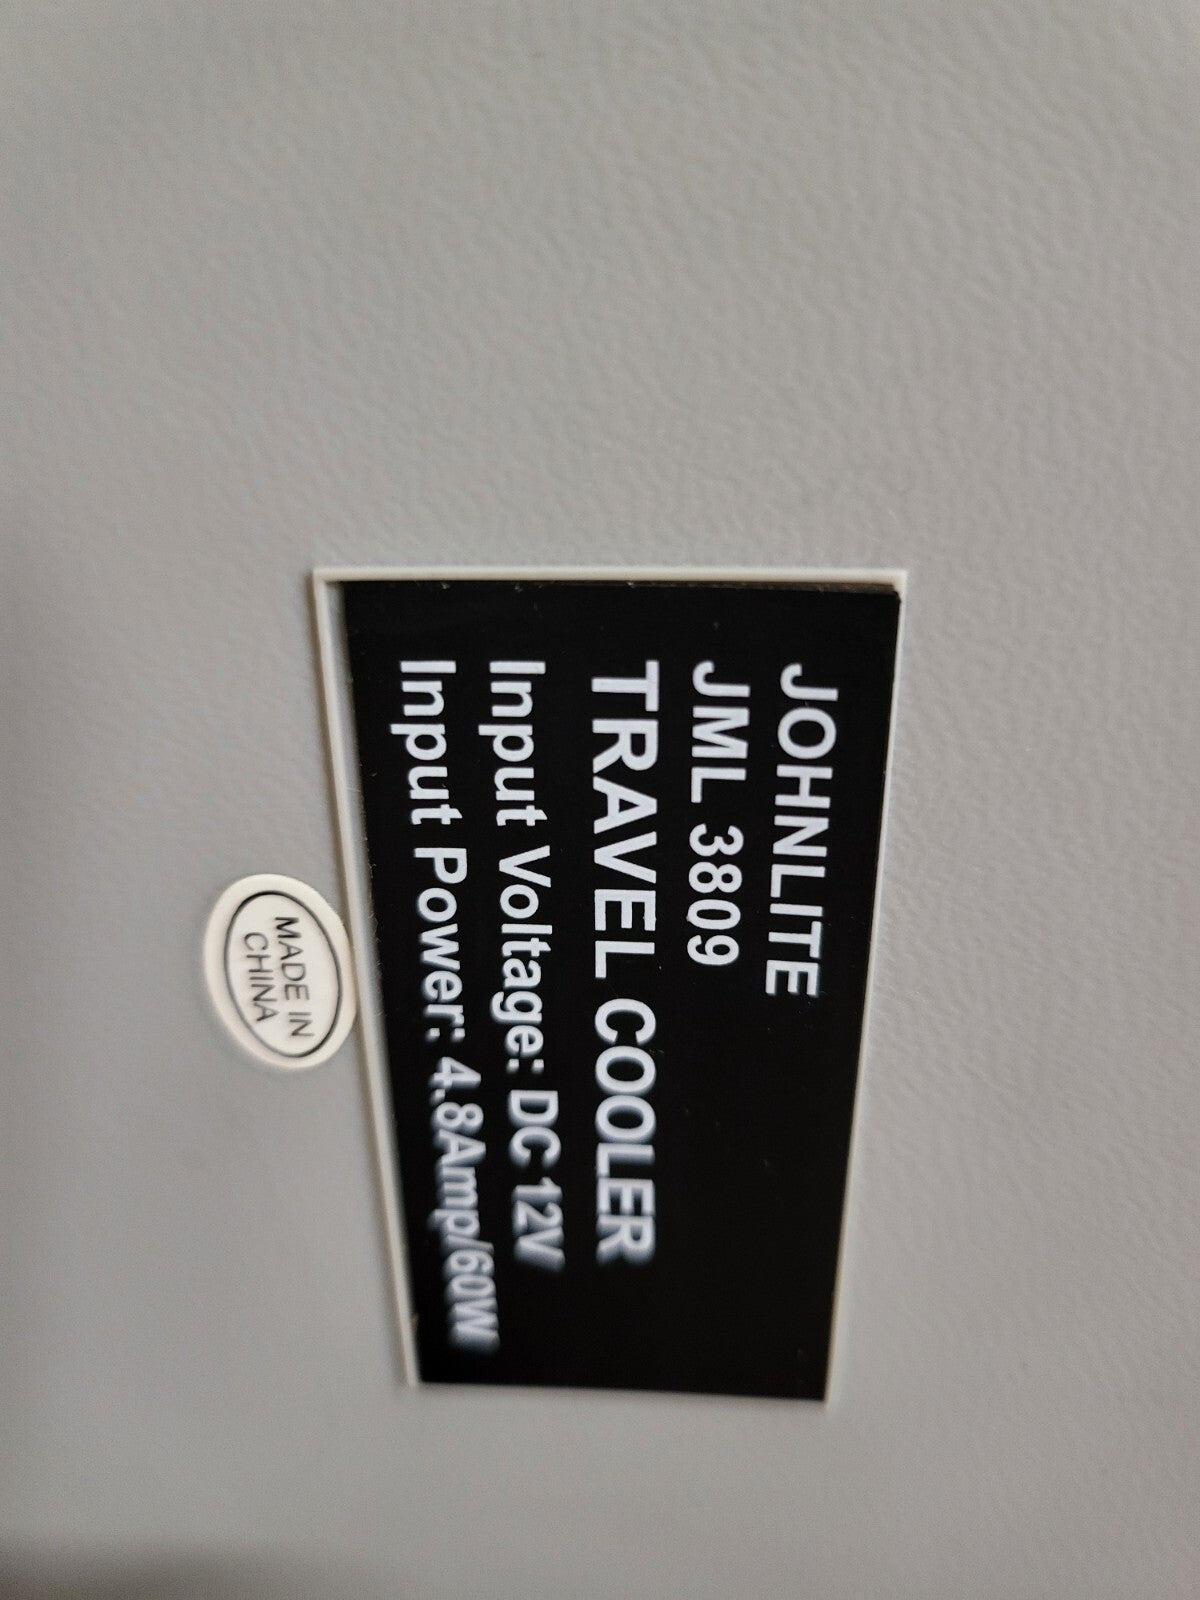 JOHNLITE
JML 3809
TRAVEL COOLER
Input Voltage: DC 12V
Input Power: 4.8Amp/60W
MADE IN
CHINA